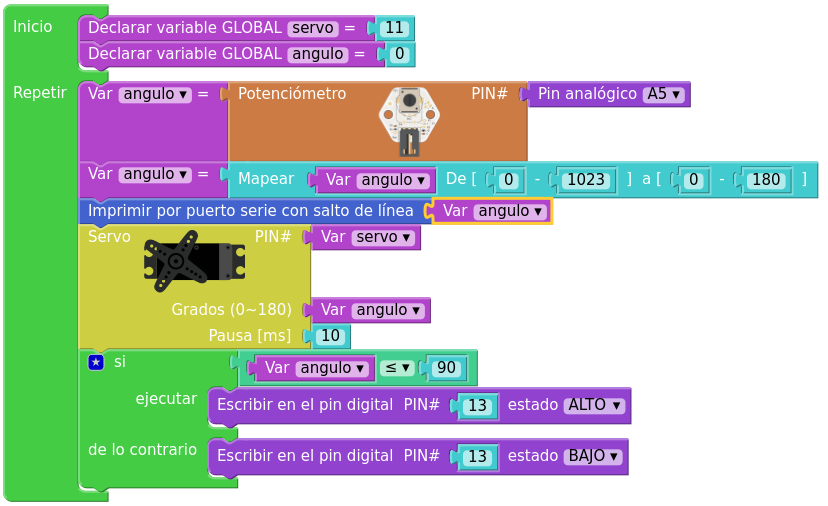 Inicio
Declarar variable GLOBAL servo = 11
Declarar variable GLOBAL angulo = 0
Repetir
Var angulo ▾ = Potenciómetro PIN# Pin analógico A5 ▾
Var angulo ▾ = Mapear Var angulo ▾ De [ 0 - 1023 ] a [ 0 - 180 ]
Imprimir por puerto serie con salto de línea Var angulo ▾
Servo PIN# Var servo ▾
Grados (0~180) Var angulo ▾
Pausa [ms] 10
si Var angulo ▾ ≤ ▾ 90
ejecutar Escribir en el pin digital PIN# 13 estado ALTO ▾
de lo contrario Escribir en el pin digital PIN# 13 estado BAJO ▾